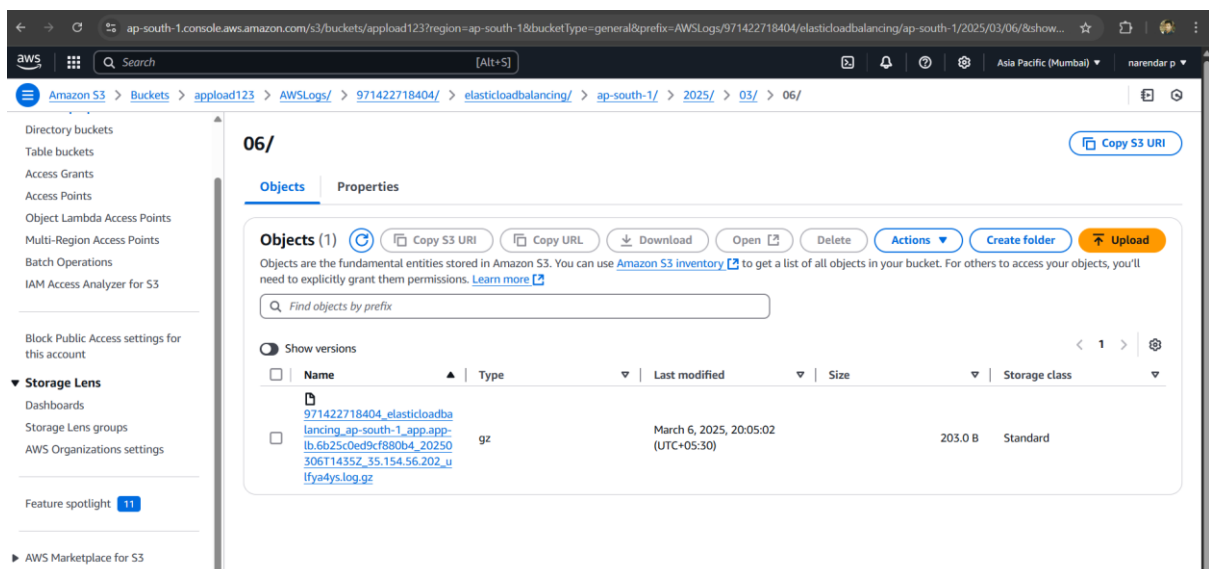 ap-south-1.console.aws.amazon.com/s3/buckets/appload123?region=ap-south-1&bucketType=general&prefix=AWSLogs/971422718404/elasticloadbalancing/ap-south-1/2025/03/06/&show...
aws Search [Alt+S] Asia Pacific (Mumbai) ▼ narendar p ▼
Amazon S3 > Buckets > appload123 > AWSLogs/ > 971422718404/ > elasticloadbalancing/ > ap-south-1/ > 2025/ > 03/ > 06/
Directory buckets
Table buckets
Access Grants
Access Points
Object Lambda Access Points
Multi-Region Access Points
Batch Operations
IAM Access Analyzer for S3
Block Public Access settings for
this account
Storage Lens
Dashboards
Storage Lens groups
AWS Organizations settings
Feature spotlight 11
AWS Marketplace for S3
06/
Copy S3 URI
Objects Properties
Objects (1) Copy S3 URI Copy URL Download Open Delete Actions ▼ Create folder Upload
Objects are the fundamental entities stored in Amazon S3. You can use Amazon S3 inventory to get a list of all objects in your bucket. For others to access your objects, you'll
need to explicitly grant them permissions. Learn more
Find objects by prefix
Show versions
< 1 >
Name Type Last modified Size Storage class
971422718404_elasticloadba
lancing_ap-south-1_app.app-
lb.6b25c0ed9cf880b4_20250
306T1435Z_35.154.56.202_u
lfya4ys.log.gz
gz
March 6, 2025, 20:05:02
(UTC+05:30)
203.0 B
Standard